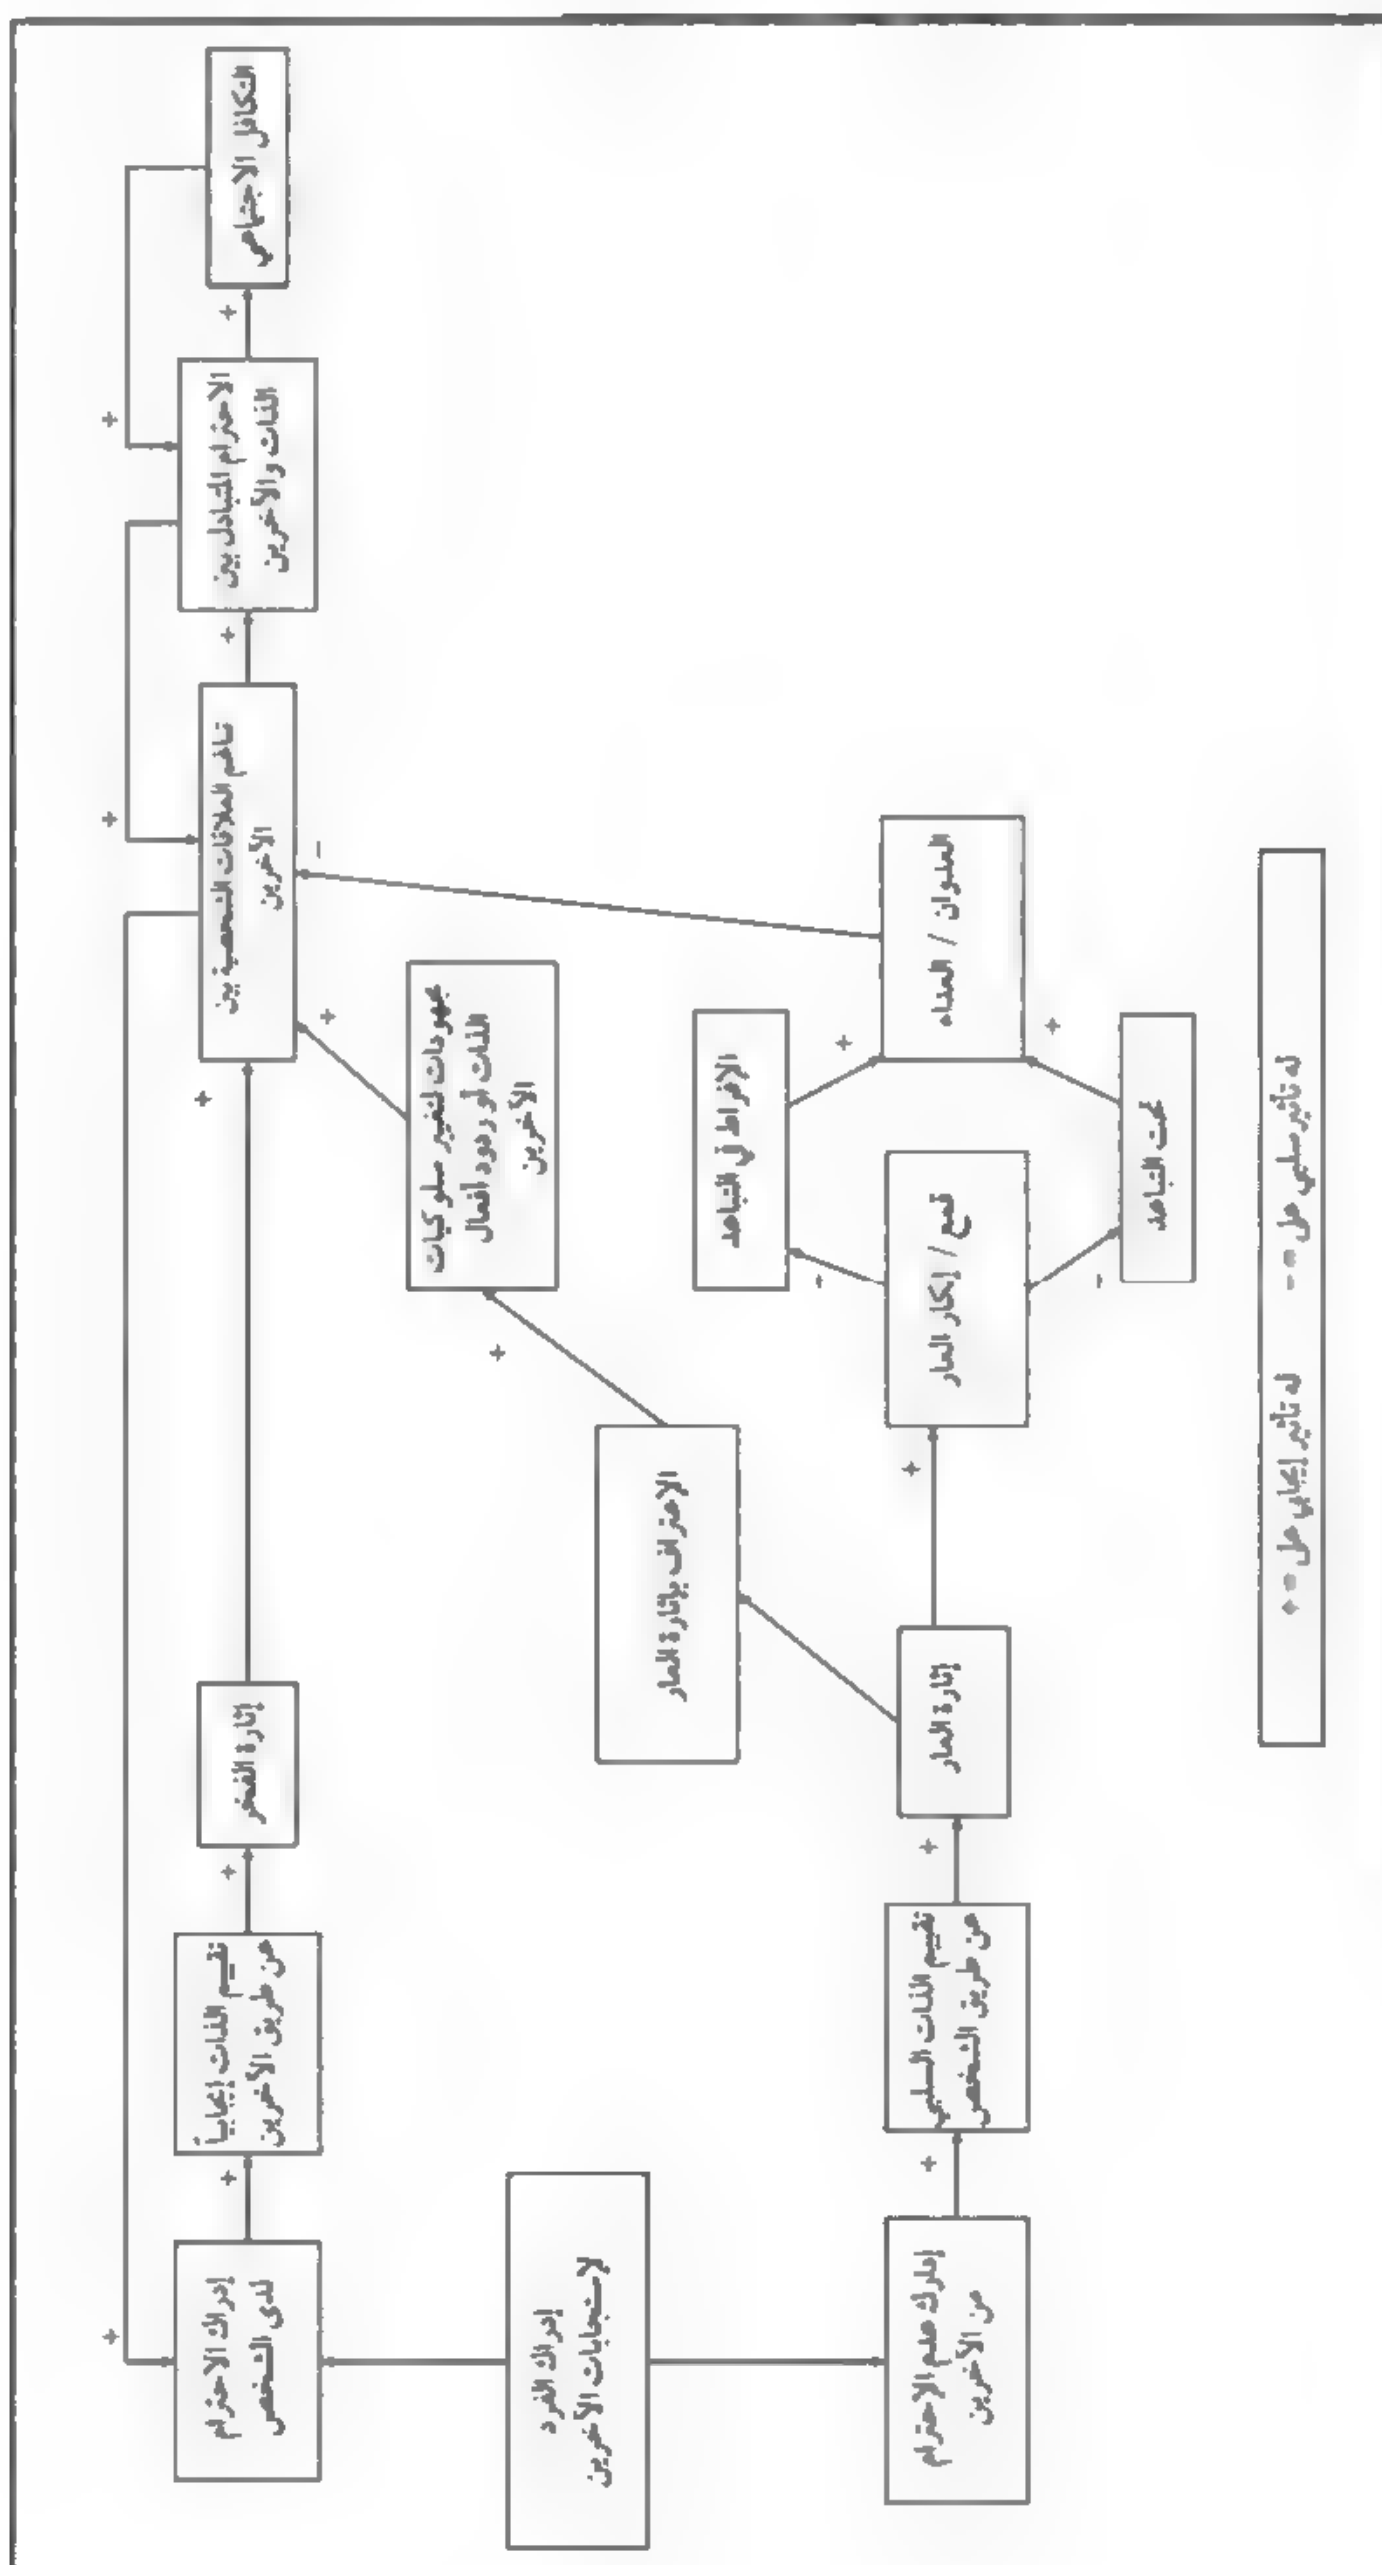 إدراك الاحترام
لدى الشخص
+
تقييم الذات إيجابياً
عن طريق الآخرين
+
إثارة الفخر
+
تناغم العلاقات الشخصية بين
الآخرين
+
الاحترام المتبادل بين
الذات والآخرين
+
التكافل الاجتماعي
+
+
+
إدراك الفرد
لاستجابات الآخرين
مجهودات لتغيير سلوكيات
الذات أو ردود أفعال
الآخرين
+
+
-
الاعتراف بإثارة العار
إدراك عدم الاحترام
من الآخرين
+
تقييم الذات السلبي
عن طريق الشخص
+
إثارة العار
+
قمع / إنكار العار
-
-
الإفراط في التباعد
+
تحت التباعد
+
العدوان / العداء
+ = له تأثير إيجابي على
- = له تأثير سلبي على